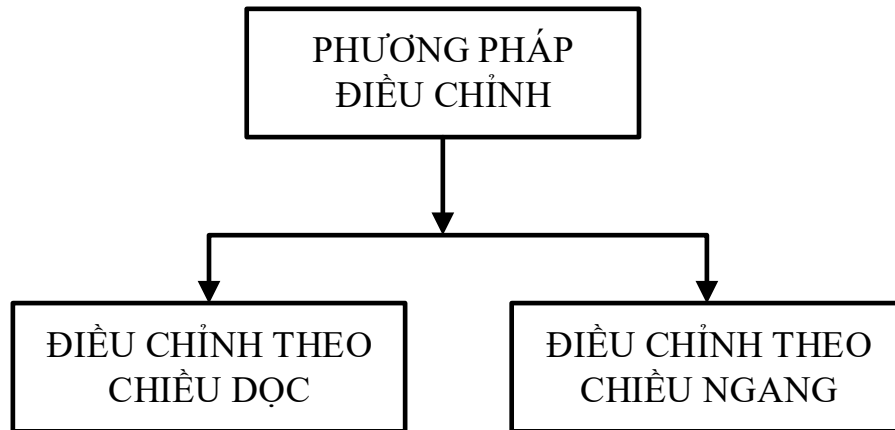 PHƯƠNG PHÁP
ĐIỀU CHỈNH
ĐIỀU CHỈNH THEO
CHIỀU DỌC
ĐIỀU CHỈNH THEO
CHIỀU NGANG